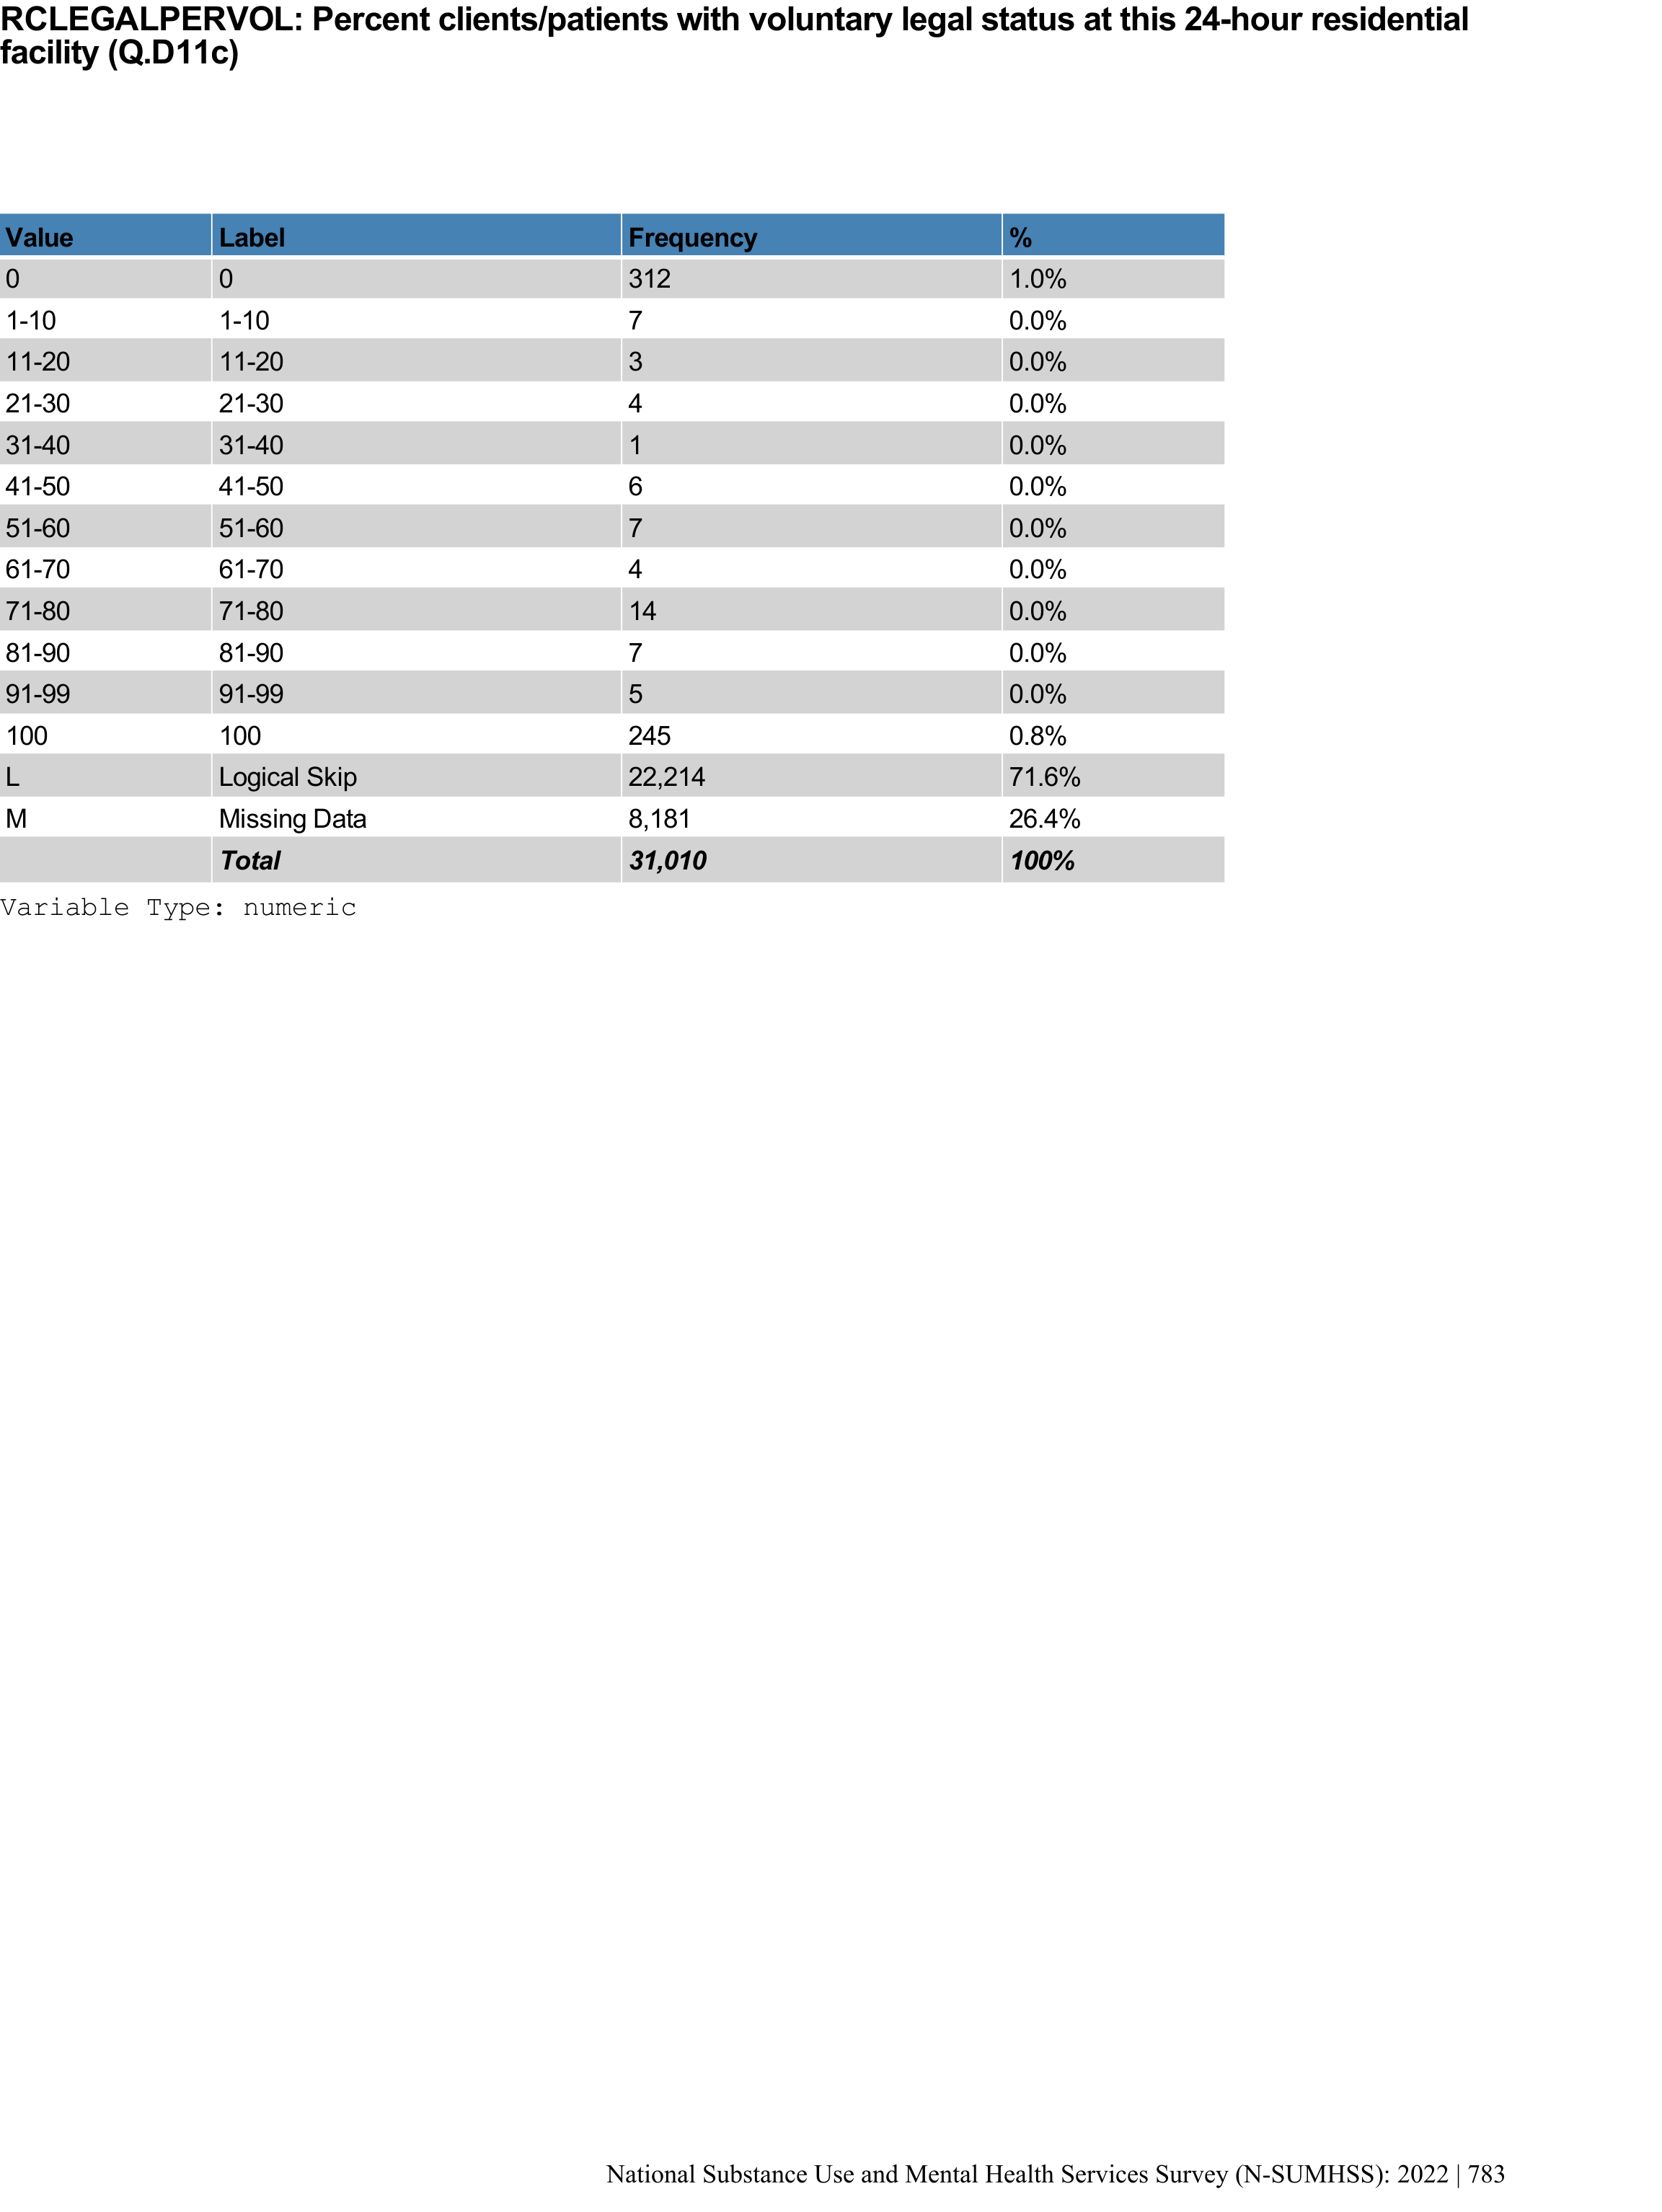 RCLEGALPERVOL: Percent clients/patients with voluntary legal status at this 24-hour residential
facility (Q.D11c)
Value Label Frequency %
0 0 312 1.0%
1-10 1-10 7 0.0%
11-20 11-20 3 0.0%
21-30 21-30 4 0.0%
31-40 31-40 1 0.0%
41-50 41-50 6 0.0%
51-60 51-60 7 0.0%
61-70 61-70 4 0.0%
71-80 71-80 14 0.0%
81-90 81-90 7 0.0%
91-99 91-99 5 0.0%
100 100 245 0.8%
L Logical Skip 22,214 71.6%
M Missing Data 8,181 26.4%
Total 31,010 100%
Variable Type: numeric
National Substance Use and Mental Health Services Survey (N-SUMHSS): 2022 | 783